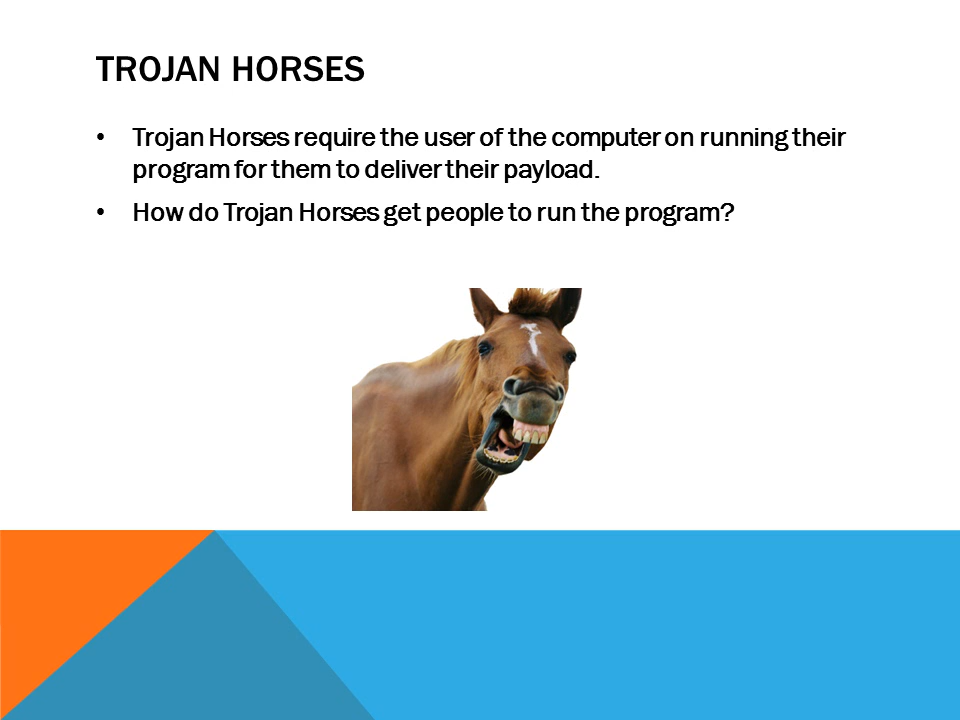 TROJAN HORSES
• Trojan Horses require the user of the computer on running their
program for them to deliver their payload.
• How do Trojan Horses get people to run the program?